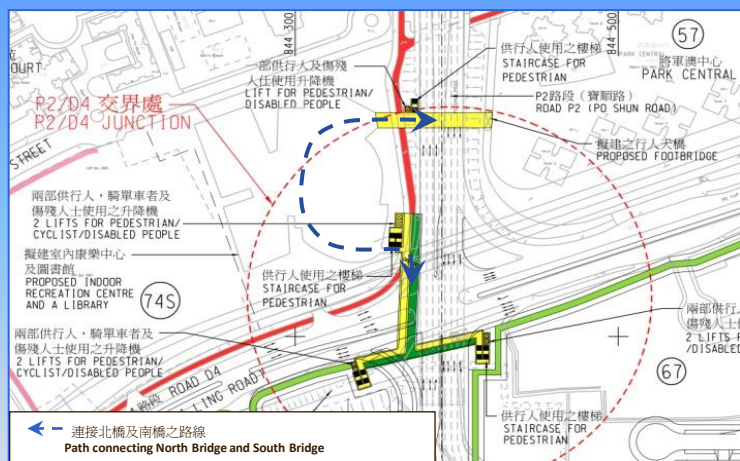 844 300
844 500
57
供行人使用之樓梯
STAIRCASE FOR
PEDESTRIAN
將軍澳中心
PARK CENTRAL
PARK CENTRAL
OURT
一部供行人及傷殘
人任使用升降機
LIFT FOR PEDESTRIAN/
DISABLED PEOPLE
P2路段(寶順路)
ROAD P2 (PO SHUN ROAD)
P2/D4 交界處
P2/D4 JUNCTION
STREET
擬建之行人天橋
PROPOSED FOOTBRIDGE
兩部供行人,騎單車者及
傷殘人士使用之升降機
2 LIFTS FOR PEDESTRIAN/
CYCLIST/DISABLED PEOPLE
擬建室內康樂中心
及圖書館
PROPOSED INDOOR
RECREATION CENTRE
AND A LIBRARY
74S
供行人使用之樓梯
STAIRCASE FOR
PEDESTRIAN
兩部供行人,騎單車者及
傷殘人士使用之升降機
2 LIFTS FOR PEDESTRIAN/
CYCLIST/DISABLED PEOPLE
兩部供行人
傷殘人士使
2 LIFTS FO
/DISABLED
67
路段 ROAD D4
LING ROAD)
供行人使用之樓梯
STAIRCASE FOR
PEDESTRIAN
連接北橋及南橋之路線
Path connecting North Bridge and South Bridge